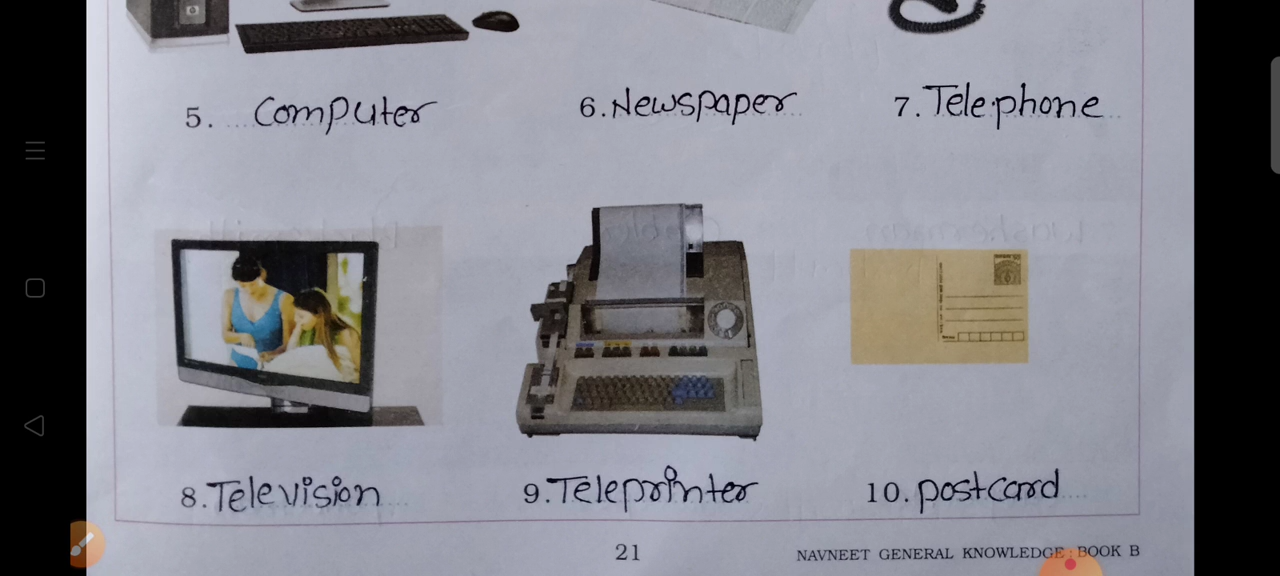 5. Computer 6. Newspaper 7. Telephone
8. Television 9. Teleprinter 10. postcard
21 NAVNEET GENERAL KNOWLEDGE : BOOK B